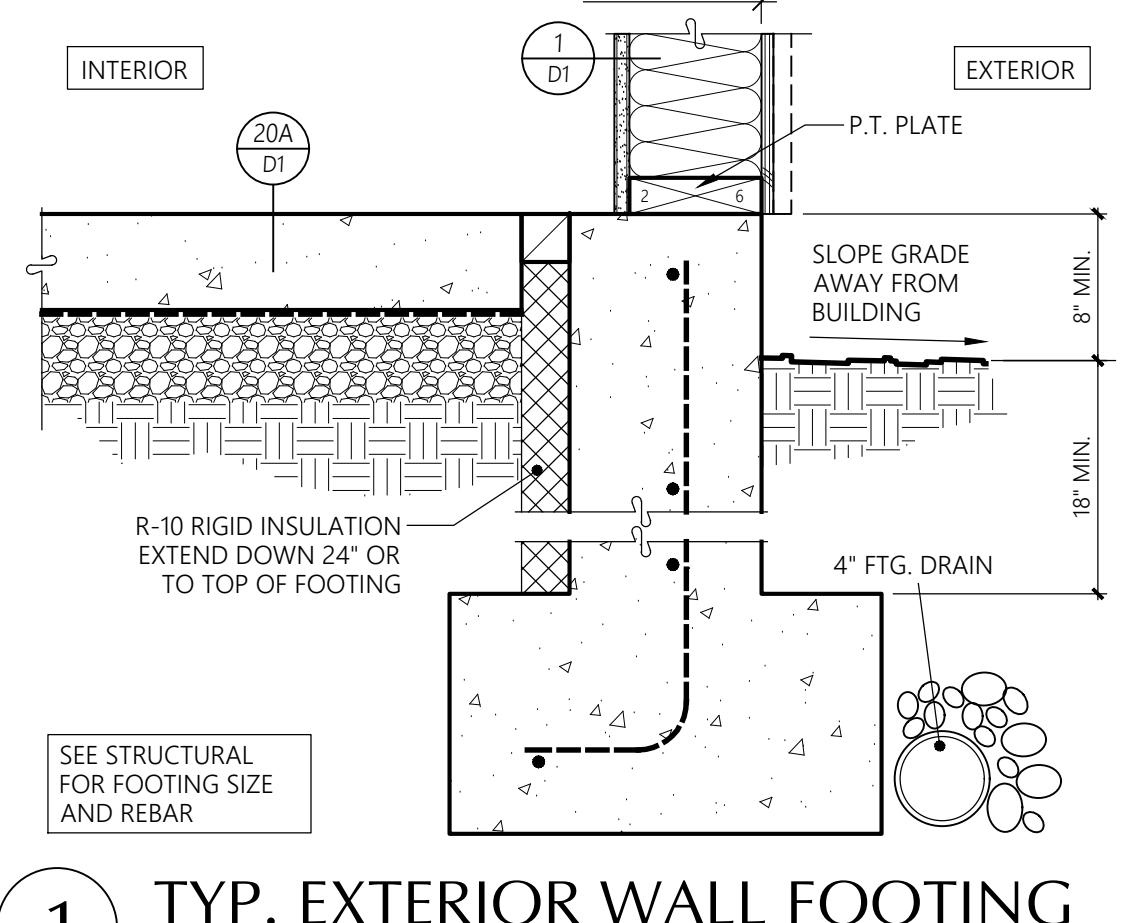 INTERIOR
1
D1
EXTERIOR
P.T. PLATE
20A
D1
2 6
SLOPE GRADE
AWAY FROM
BUILDING
8" MIN.
R-10 RIGID INSULATION
EXTEND DOWN 24" OR
TO TOP OF FOOTING
18" MIN.
4" FTG. DRAIN
SEE STRUCTURAL
FOR FOOTING SIZE
AND REBAR
1
TYP. EXTERIOR WALL FOOTING